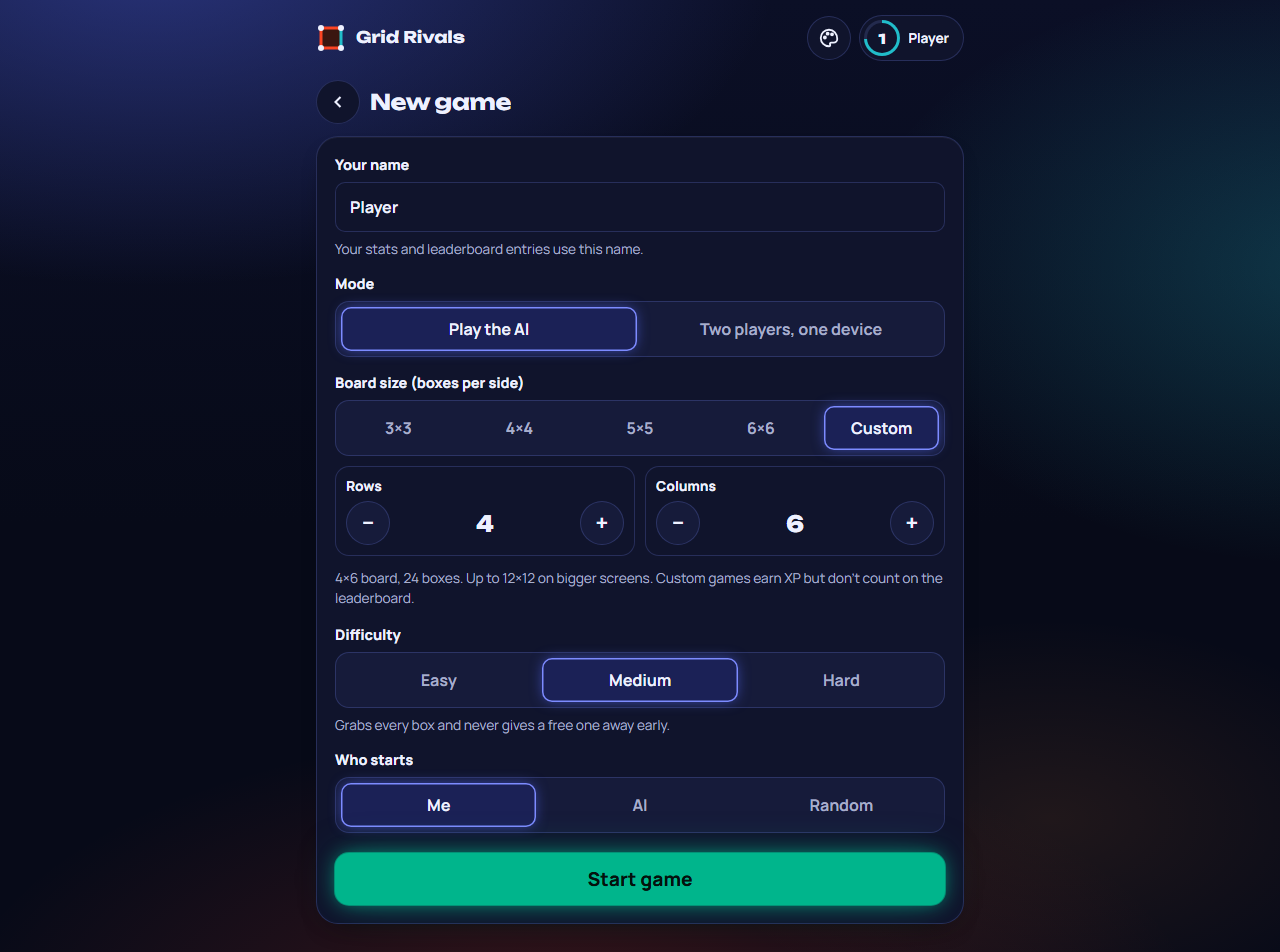 Grid Rivals
1 Player
New game
Your name
Player
Your stats and leaderboard entries use this name.
Mode
Play the AI Two players, one device
Board size (boxes per side)
3×3 4×4 5×5 6×6 Custom
Rows Columns
− 4 + − 6 +
4×6 board, 24 boxes. Up to 12×12 on bigger screens. Custom games earn XP but don't count on the
leaderboard.
Difficulty
Easy Medium Hard
Grabs every box and never gives a free one away early.
Who starts
Me AI Random
Start game